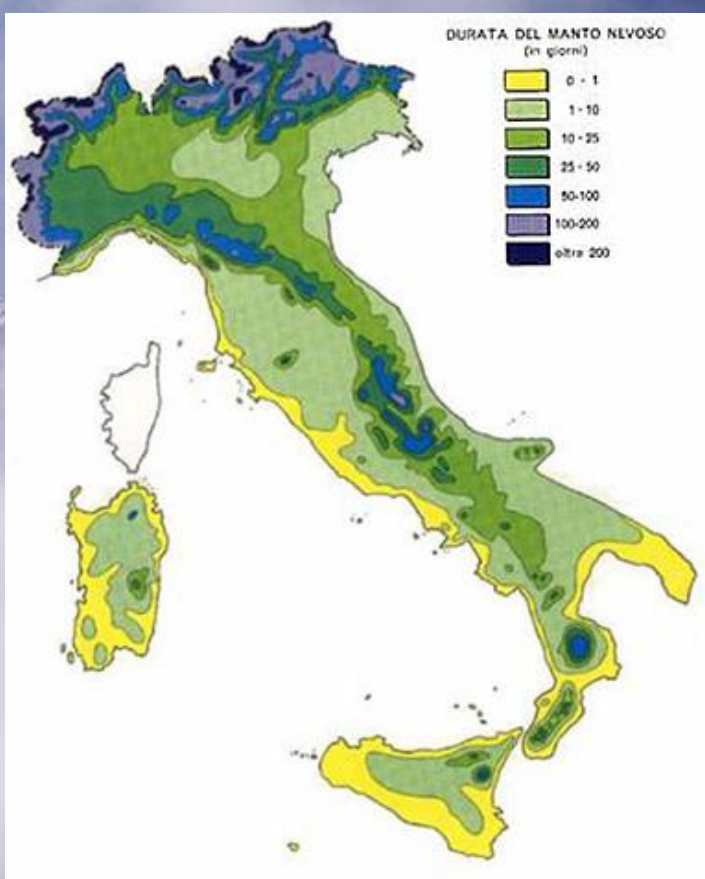 DURATA DEL MANTO NEVOSO
(in giorni)
0 - 1
1-10
10-25
25-50
50-100
100-200
oltre 200